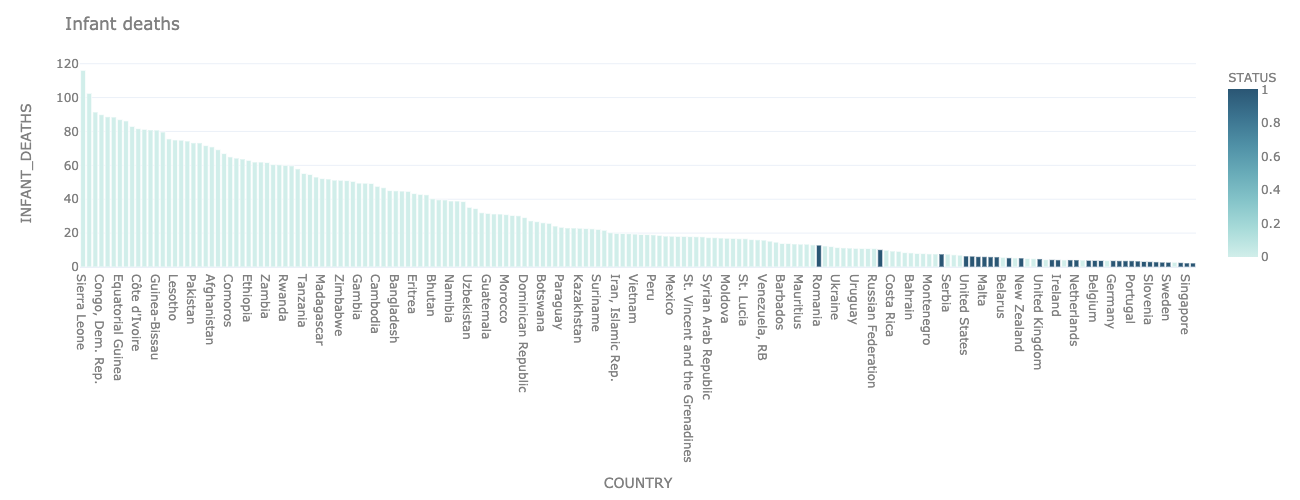 Infant deaths
INFANT_DEATHS
120
100
80
60
40
20
0
Sierra Leone
Congo, Dem. Rep.
Equatorial Guinea
Côte d'Ivoire
Guinea-Bissau
Lesotho
Pakistan
Afghanistan
Comoros
Ethiopia
Zambia
Rwanda
Tanzania
Madagascar
Zimbabwe
Gambia
Cambodia
Bangladesh
Eritrea
Bhutan
Namibia
Uzbekistan
Guatemala
Morocco
Dominican Republic
Botswana
Paraguay
Kazakhstan
Suriname
Iran, Islamic Rep.
Vietnam
Peru
Mexico
St. Vincent and the Grenadines
Syrian Arab Republic
Moldova
St. Lucia
Venezuela, RB
Barbados
Mauritius
Romania
Ukraine
Uruguay
Russian Federation
Costa Rica
Bahrain
Montenegro
Serbia
United States
Malta
Belarus
New Zealand
United Kingdom
Ireland
Netherlands
Belgium
Germany
Portugal
Slovenia
Sweden
Singapore
COUNTRY
STATUS
1
0.8
0.6
0.4
0.2
0